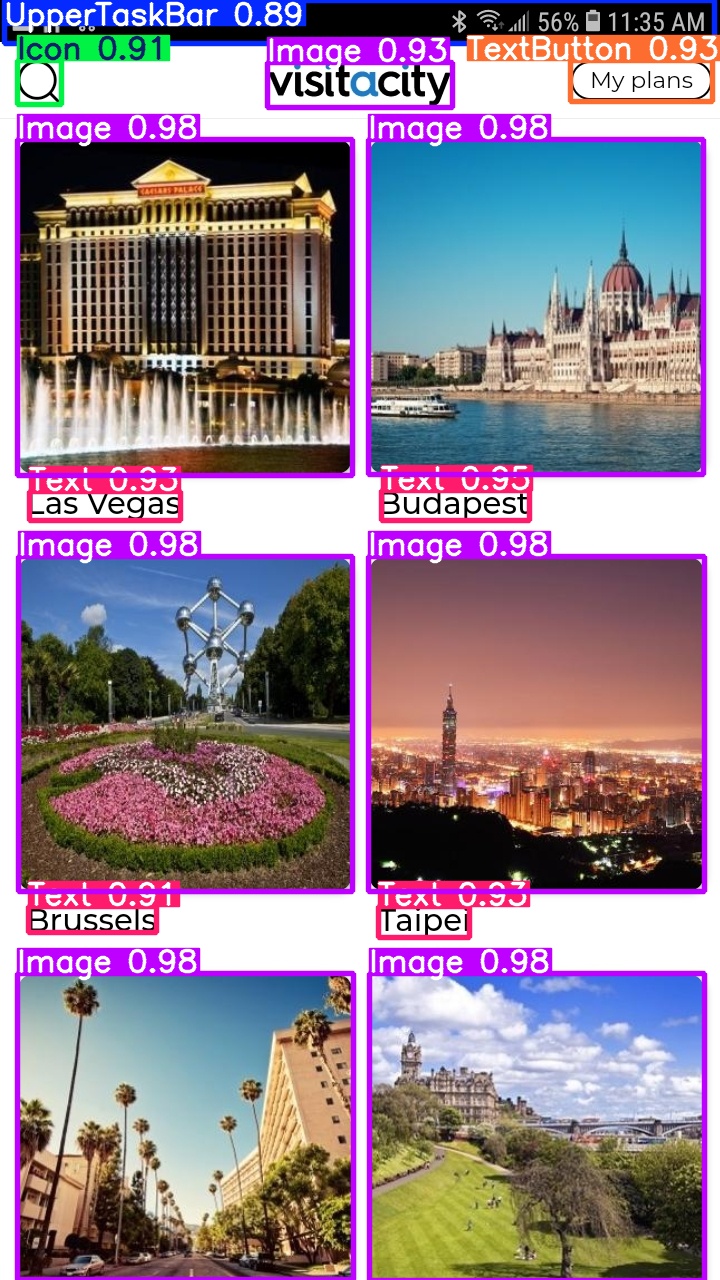 UpperTaskBar 0.89
56% 11:35 AM
Icon 0.91
Image 0.93
TextButton 0.93
visitacity
My plans
Image 0.98
Image 0.98
CAESARS PALACE
Text 0.93
Text 0.95
Las Vegas
Budapest
Image 0.98
Image 0.98
Text 0.91
Text 0.93
Brussels
Taipei
Image 0.98
Image 0.98